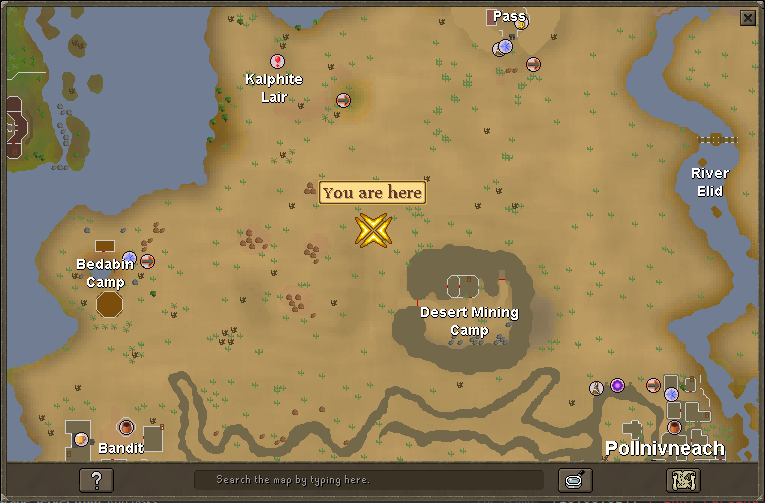 Pass
Kalphite
Lair
River
Elid
You are here
Bedabin
Camp
Desert Mining
Camp
Bandit
Pollnivneach
?
Search the map by typing here.